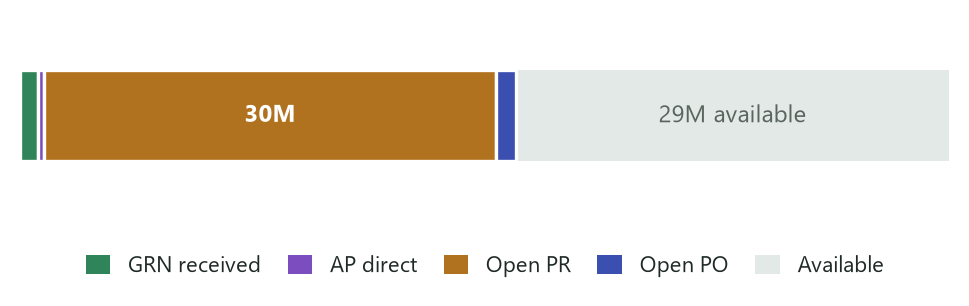 30M
29M available
GRN received
AP direct
Open PR
Open PO
Available